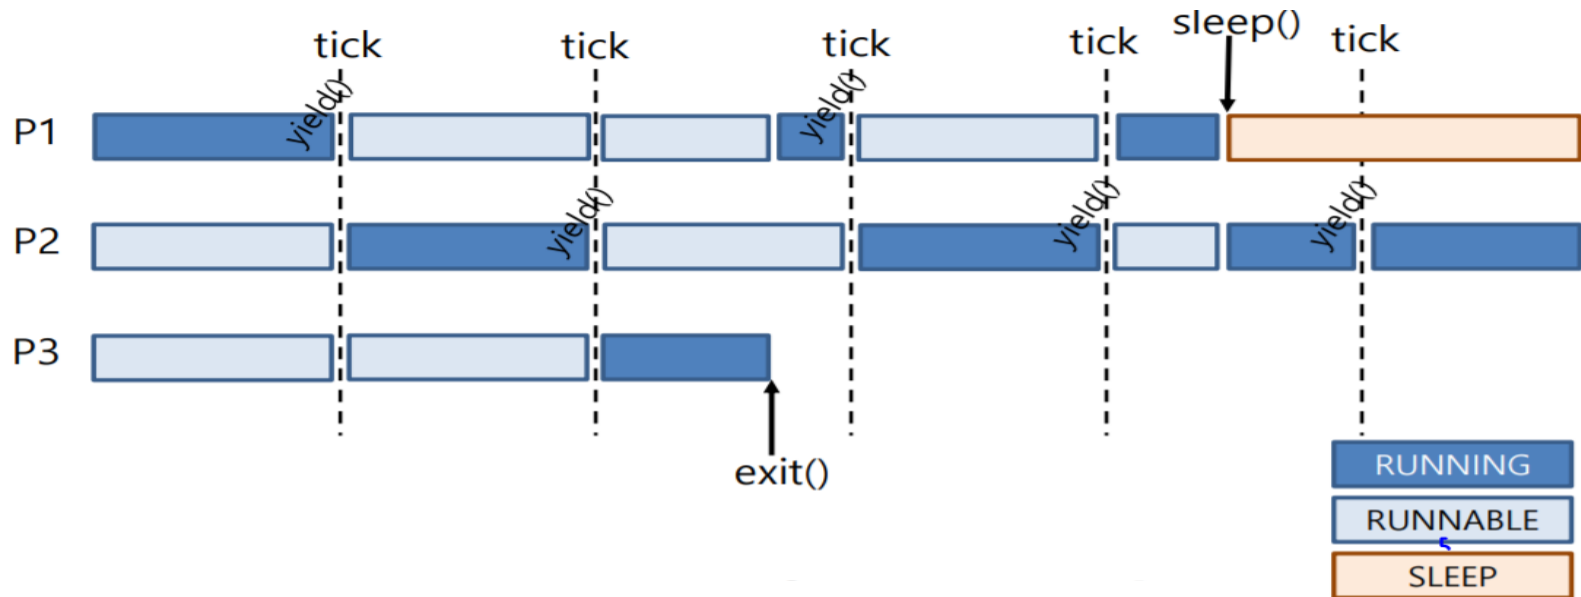 tick
tick
tick
tick
sleep()
tick
P1
yield()
yield()
P2
yield()
yield()
yield()
P3
exit()
RUNNING
RUNNABLE
SLEEP